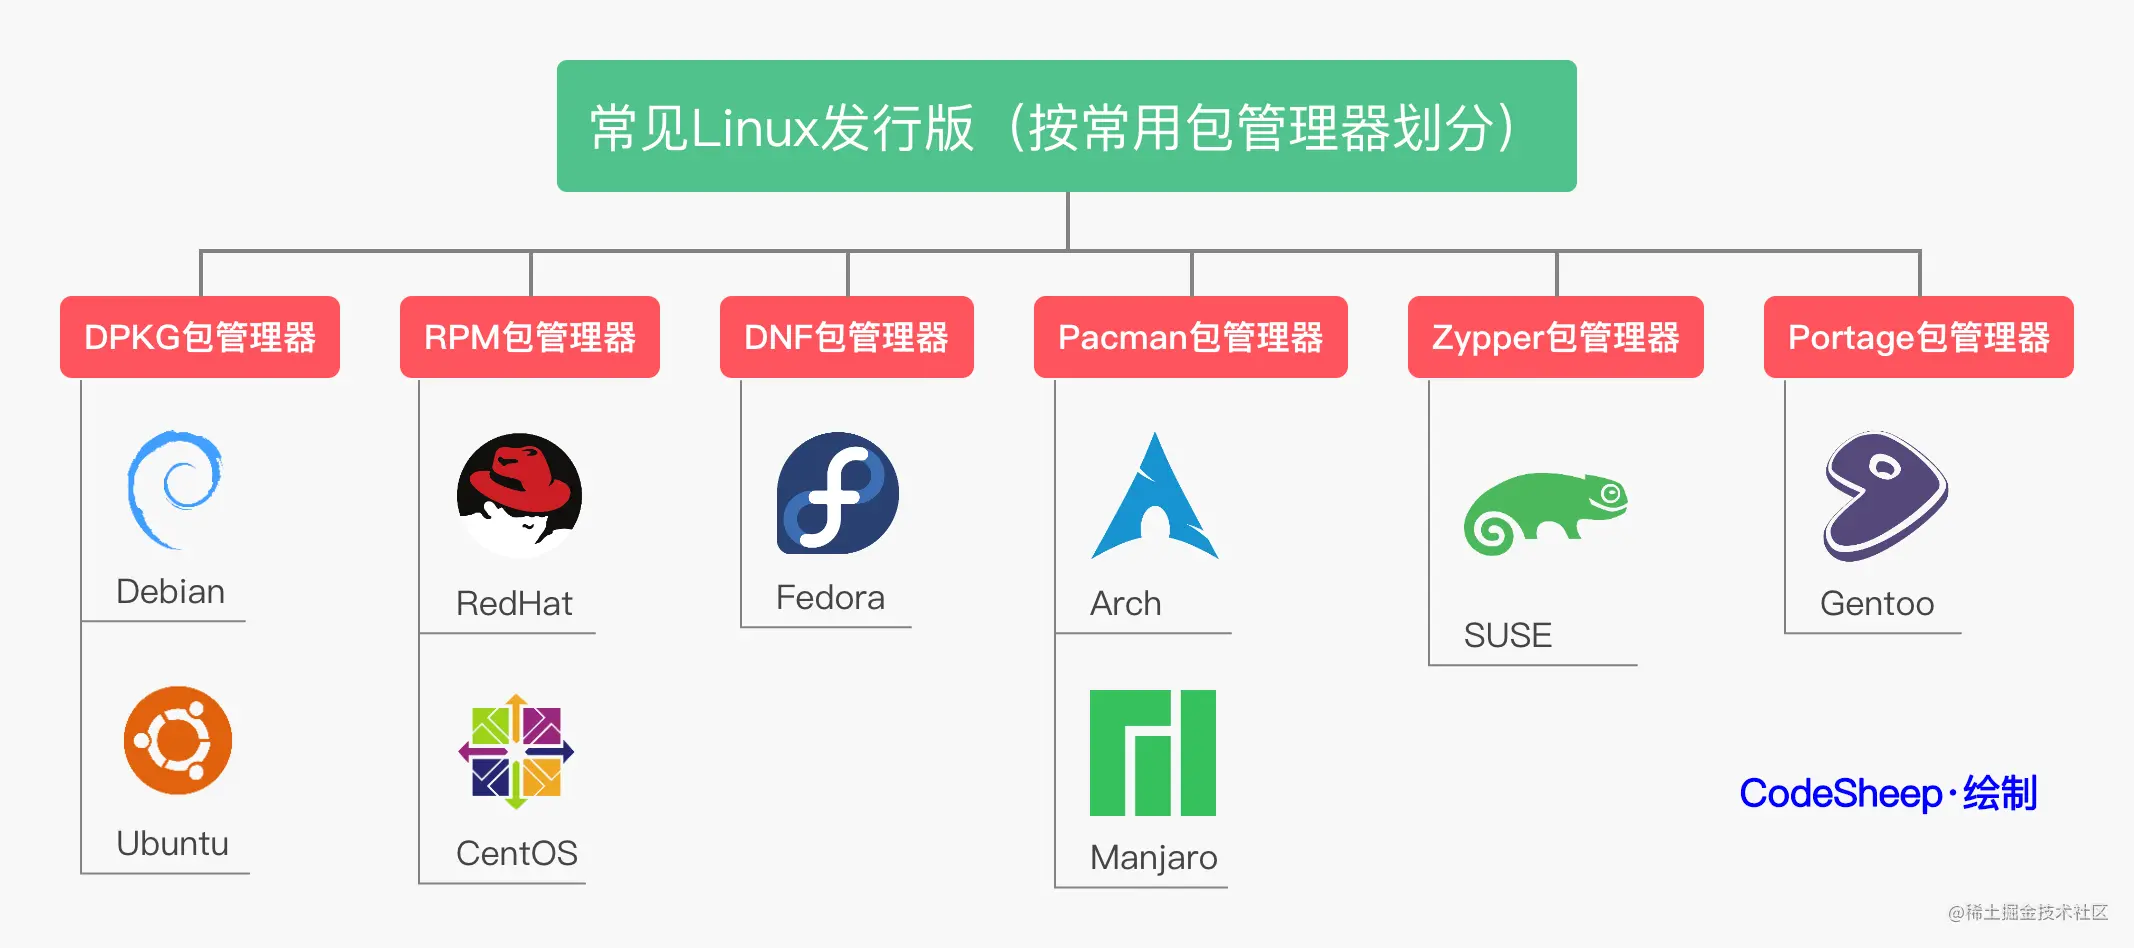 常见Linux发行版（按常用包管理器划分）
DPKG包管理器
RPM包管理器
DNF包管理器
Pacman包管理器
Zypper包管理器
Portage包管理器
Debian
RedHat
Fedora
Arch
SUSE
Gentoo
Ubuntu
CentOS
Manjaro
CodeSheep·绘制
@稀土掘金技术社区